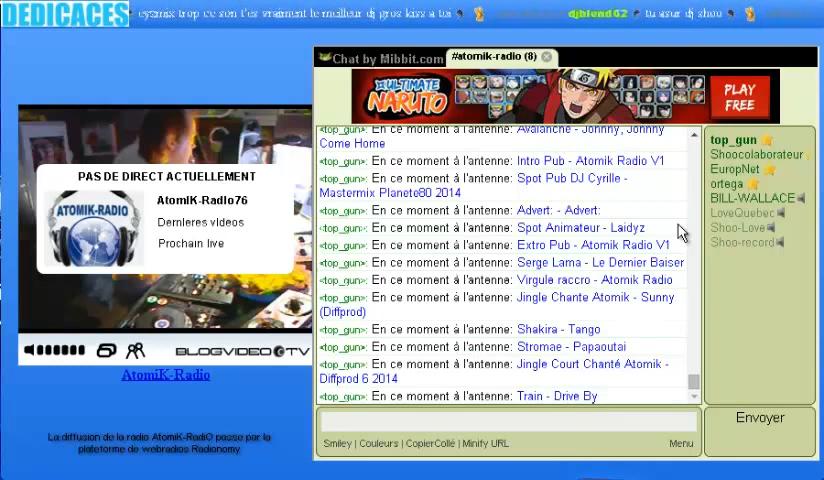 DEDICACES cysmix trop ce son t'es vraiment le meilleur dj gros kiss a toi djblend62 tu asur dj shoo
Chat by Mibbit.com #atomik-radio (8)
ULTIMATE
NARUTO
PLAY
FREE
PAS DE DIRECT ACTUELLEMENT
ATOMIK-RADIO
AtomIK-RadIo76
Dernieres videos
Prochain live
BLOGVIDEO TV
AtomiK-Radio
La diffusion de la radio AtomiK-RadiO passe par la
plateforme de webradios Radionomy
<top_gun>: En ce moment à l'antenne: Avalanche - Johnny, Johnny
Come Home
<top_gun>: En ce moment à l'antenne: Intro Pub - Atomik Radio V1
<top_gun>: En ce moment à l'antenne: Spot Pub DJ Cyrille -
Mastermix Planete80 2014
<top_gun>: En ce moment à l'antenne: Advert: - Advert:
<top_gun>: En ce moment à l'antenne: Spot Animateur - Laidyz
<top_gun>: En ce moment à l'antenne: Extro Pub - Atomik Radio V1
<top_gun>: En ce moment à l'antenne: Serge Lama - Le Dernier Baiser
<top_gun>: En ce moment à l'antenne: Virgule raccro - Atomik Radio
<top_gun>: En ce moment à l'antenne: Jingle Chante Atomik - Sunny
(Diffprod)
<top_gun>: En ce moment à l'antenne: Shakira - Tango
<top_gun>: En ce moment à l'antenne: Stromae - Papaoutai
<top_gun>: En ce moment à l'antenne: Jingle Court Chanté Atomik -
Diffprod 6 2014
<top_gun>: En ce moment à l'antenne: Train - Drive By
top_gun
Shoocolaborateur
EuropNet
ortega
BILL-WALLACE
LoveQuebec
Shoo-Love
Shoo-record
Envoyer
Smiley | Couleurs | CopierCollé | Minify URL
Menu